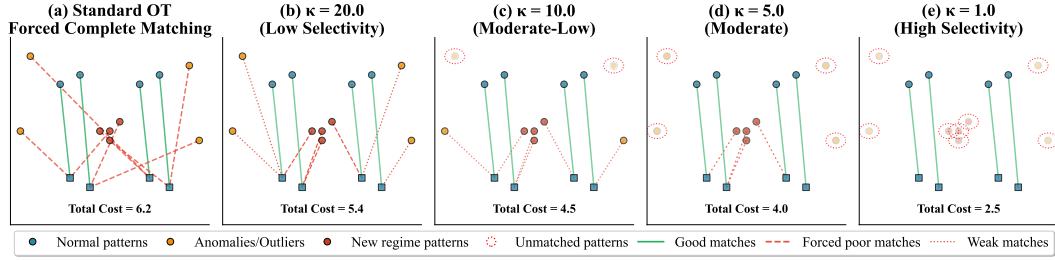 (a) Standard OT
Forced Complete Matching
(b) κ = 20.0
(Low Selectivity)
(c) κ = 10.0
(Moderate-Low)
(d) κ = 5.0
(Moderate)
(e) κ = 1.0
(High Selectivity)
Total Cost = 6.2
Total Cost = 5.4
Total Cost = 4.5
Total Cost = 4.0
Total Cost = 2.5
Normal patterns
Anomalies/Outliers
New regime patterns
Unmatched patterns
Good matches
Forced poor matches
Weak matches